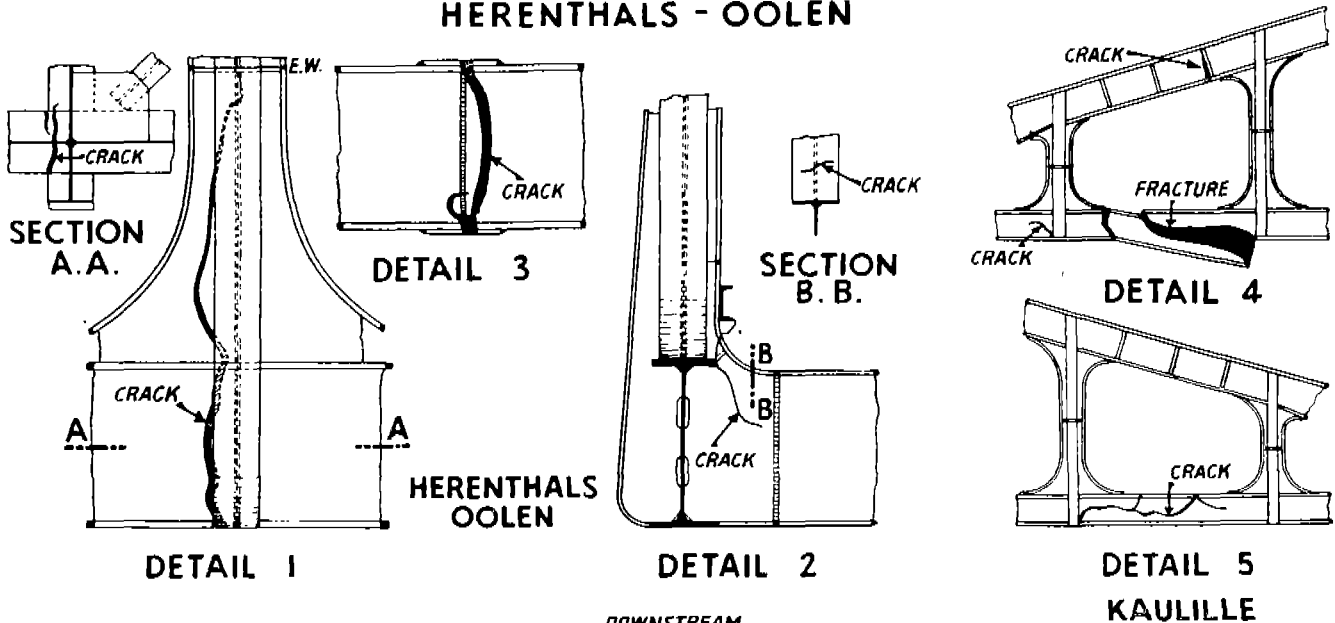 HERENTHALS - OOLEN
E.W.
CRACK
SECTION
A.A.
CRACK
DETAIL 3
CRACK
A
A
DETAIL 1
HERENTHALS
OOLEN
CRACK
SECTION
B.B.
B
B
CRACK
DETAIL 2
CRACK
FRACTURE
CRACK
DETAIL 4
CRACK
DETAIL 5
KAULILLE
DOWNSTREAM